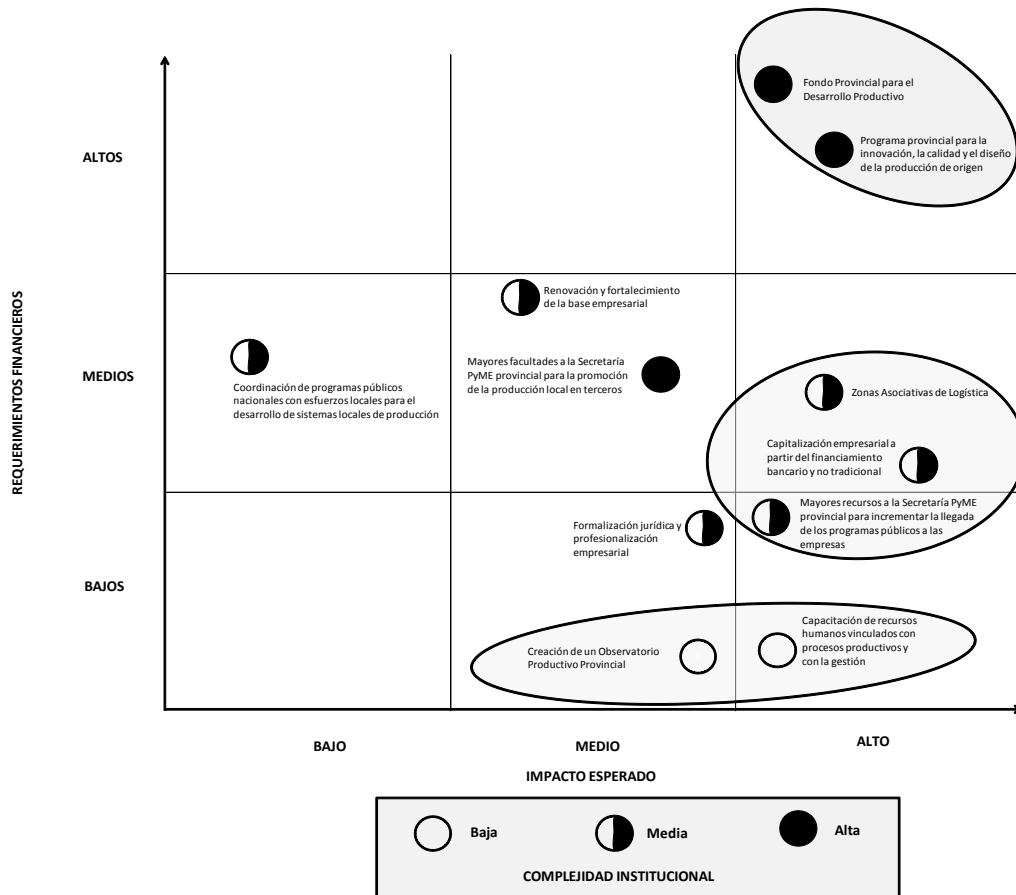 Fondo Provincial para el
Desarrollo Productivo
ALTOS
Programa provincial para la
innovación, la calidad y el diseño
de la producción de origen
REQUERIMIENTOS FINANCIEROS
Renovación y fortalecimiento
de la base empresarial
MEDIOS
Mayores facultades a la Secretaría
PyME provincial para la promoción
de la producción local en terceros
Coordinación de programas públicos
nacionales con esfuerzos locales para el
desarrollo de sistemas locales de producción
Zonas Asociativas de Logística
Capitalización empresarial a
partir del financiamiento
bancario y no tradicional
Mayores recursos a la Secretaría PyME
provincial para incrementar la llegada
de los programas públicos a las
empresas
Formalización jurídica y
profesionalización
empresarial
BAJOS
Creación de un Observatorio
Productivo Provincial
Capacitación de recursos
humanos vinculados con
procesos productivos y
con la gestión
BAJO
MEDIO
ALTO
IMPACTO ESPERADO
Baja
Media
Alta
COMPLEJIDAD INSTITUCIONAL